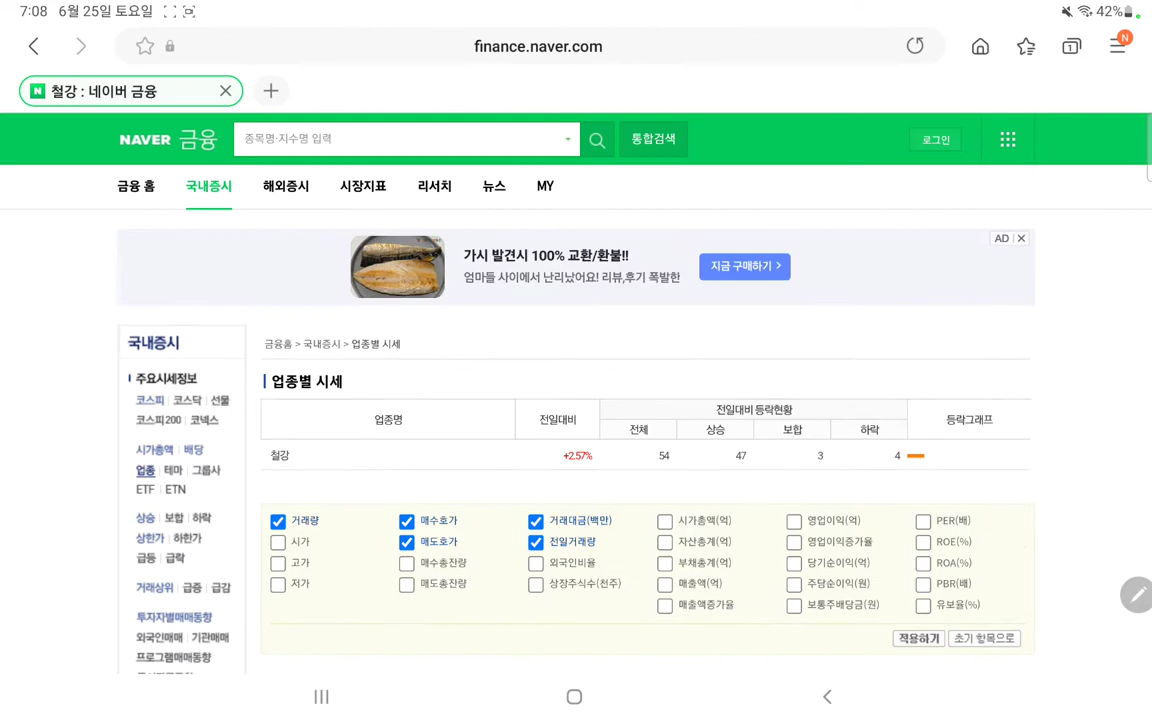 7:08 6월 25일 토요일 42%
finance.naver.com N
1
N 철강 : 네이버 금융
NAVER 금융 종목명·지수명 입력 통합검색 로그인
금융 홈 국내증시 해외증시 시장지표 리서치 뉴스 MY
AD
가시 발견시 100% 교환/환불!!
엄마들 사이에서 난리났어요! 리뷰,후기 폭발한
지금 구매하기 >
국내증시
주요시세정보
코스피 코스닥 선물
코스피200 코넥스
시가총액 배당
업종 테마 그룹사
ETF ETN
상승 보합 하락
상한가 하한가
급등 급락
거래상위 급증 급감
투자자별매매동향
외국인매매 기관매매
프로그램매매동향
금융홈 > 국내증시 > 업종별 시세
업종별 시세
업종명 전일대비 전일대비 등락현황 등락그래프
전체 상승 보합 하락
철강 +2.57% 54 47 3 4
거래량 매수호가 거래대금(백만) 시가총액(억) 영업이익(억) PER(배)
시가 매도호가 전일거래량 자산총계(억) 영업이익증가율 ROE(%)
고가 매수총잔량 외국인비율 부채총계(억) 당기순이익(억) ROA(%)
저가 매도총잔량 상장주식수(천주) 매출액(억) 주당순이익(원) PBR(배)
매출액증가율 보통주배당금(원) 유보율(%)
적용하기 초기 항목으로